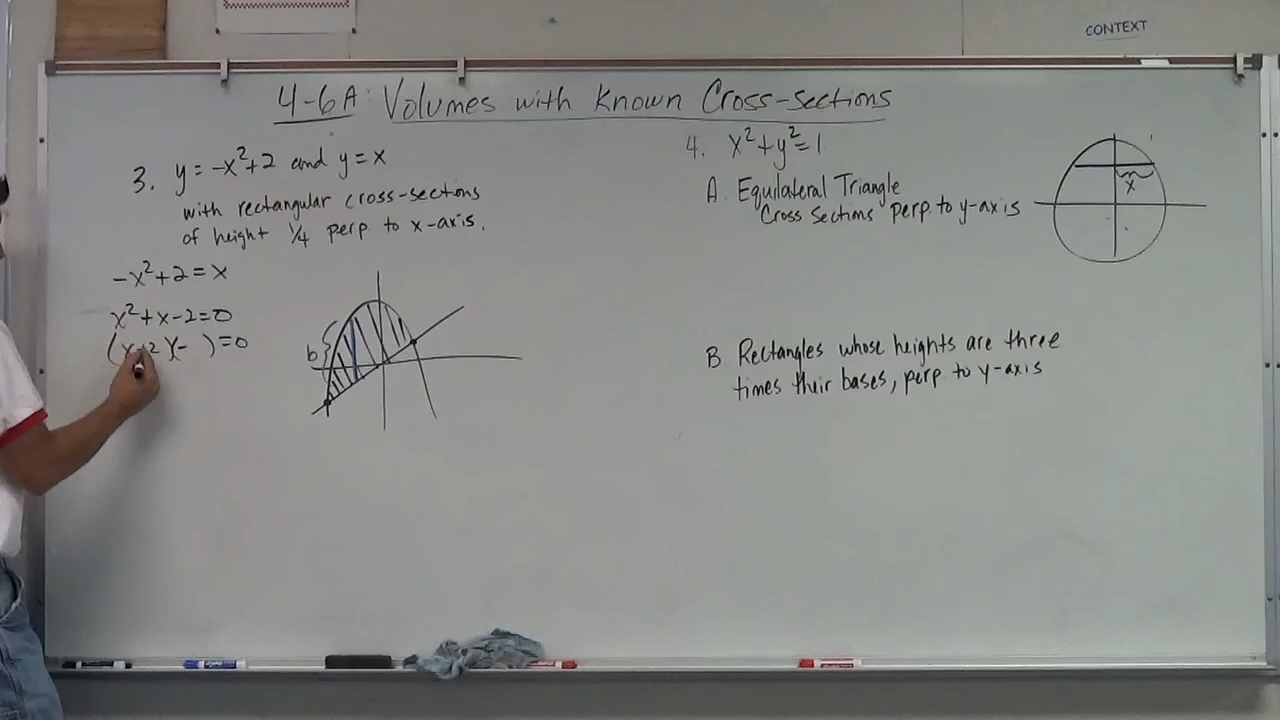 CONTEXT
4-6A: Volumes with Known Cross-sections
3. y = -x²+2 and y = x
with rectangular cross-sections
of height 1/4 perp to x-axis.
-x²+2 = x
x²+x-2=0
(x+2)(- )=0
b
4. x²+y²=1
A. Equilateral Triangle
Cross Sections perp. to y-axis
x
B Rectangles whose heights are three
times their bases, perp. to y-axis